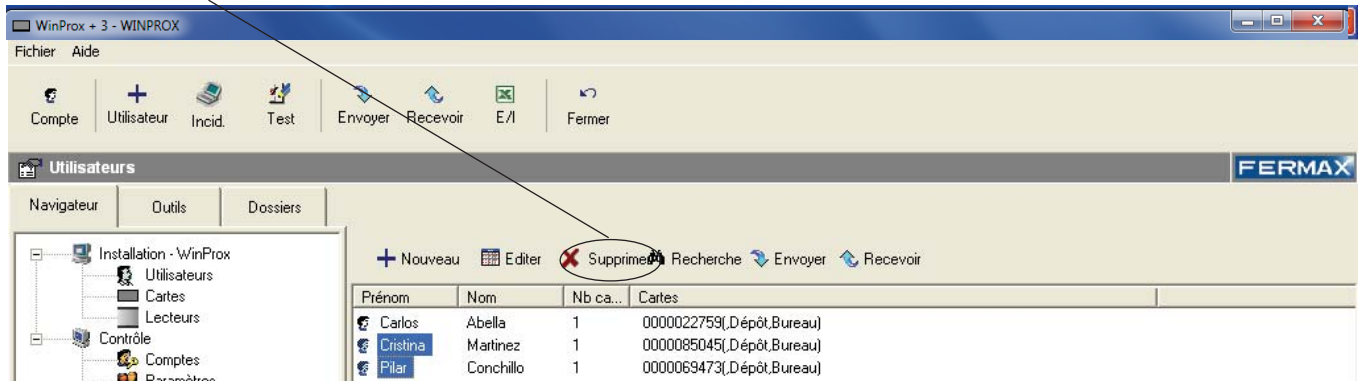 WinProx + 3 - WINPROX
Fichier Aide
Compte Utilisateur Incid. Test Envoyer Recevoir E/I Fermer
Utilisateurs FERMAX
Navigateur Outils Dossiers
Installation - WinProx
Utilisateurs
Cartes
Lecteurs
Contrôle
Comptes
Paramètres
Nouveau Editer Supprimer Recherche Envoyer Recevoir
Prénom Nom Nb ca... Cartes
Carlos Abella 1 0000022759(,Dépôt,Bureau)
Cristina Martinez 1 0000085045(,Dépôt,Bureau)
Pilar Conchillo 1 0000069473(,Dépôt,Bureau)